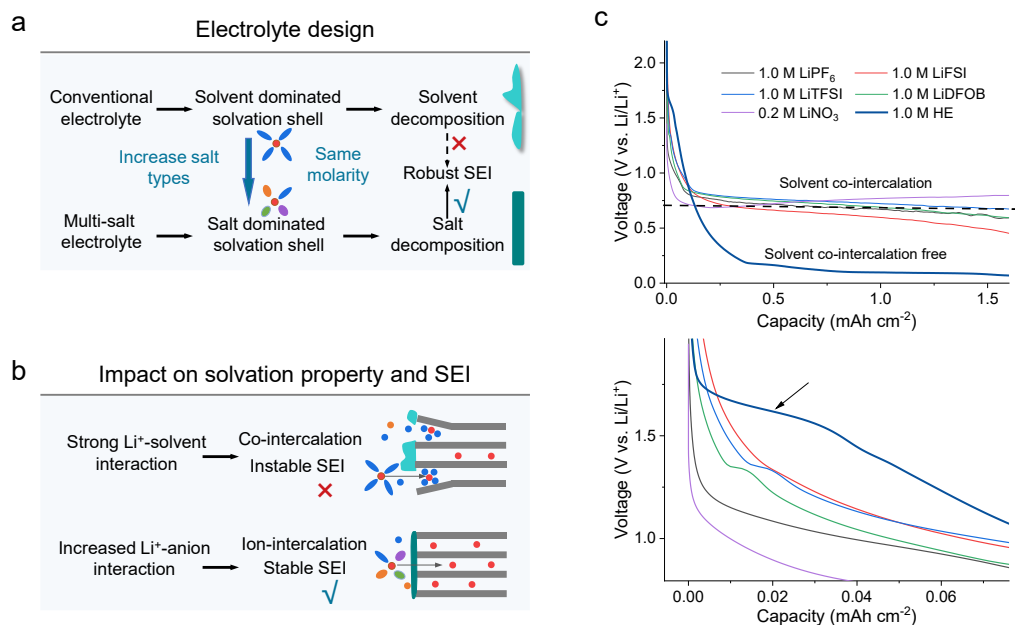 a
Electrolyte design
Conventional
electrolyte
Solvent dominated
solvation shell
Solvent
decomposition
Increase salt
types
Same
molarity
Robust SEI
Multi-salt
electrolyte
Salt dominated
solvation shell
Salt
decomposition
b
Impact on solvation property and SEI
Strong Li⁺-solvent
interaction
Co-intercalation
Instable SEI
Increased Li⁺-anion
interaction
Ion-intercalation
Stable SEI
c
Voltage (V vs. Li/Li⁺)
2.0
1.5
1.0
0.5
0.0
1.0 M LiPF₆
1.0 M LiFSI
1.0 M LiTFSI
1.0 M LiDFOB
0.2 M LiNO₃
1.0 M HE
Solvent co-intercalation
Solvent co-intercalation free
0.0
0.5
1.0
1.5
Capacity (mAh cm⁻²)
Voltage (V vs. Li/Li⁺)
1.5
1.0
0.00
0.02
0.04
0.06
Capacity (mAh cm⁻²)